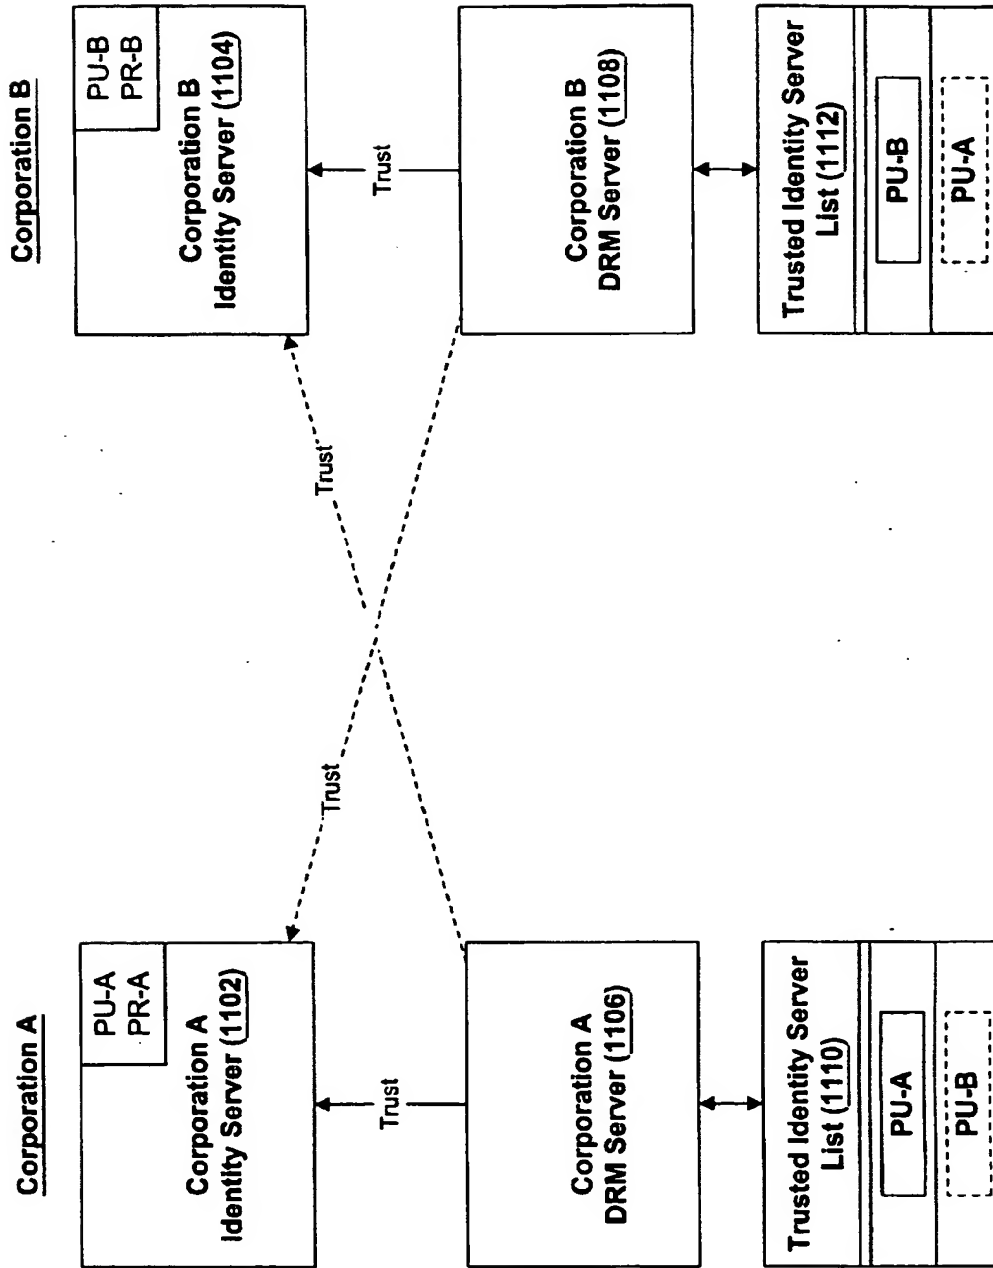 Corporation A
PU-A
PR-A
Corporation A
Identity Server (1102)
Trust
Corporation A
DRM Server (1106)
Trusted Identity Server
List (1110)
PU-A
PU-B
Trust
Trust
Corporation B
PU-B
PR-B
Corporation B
Identity Server (1104)
Trust
Corporation B
DRM Server (1108)
Trusted Identity Server
List (1112)
PU-B
PU-A